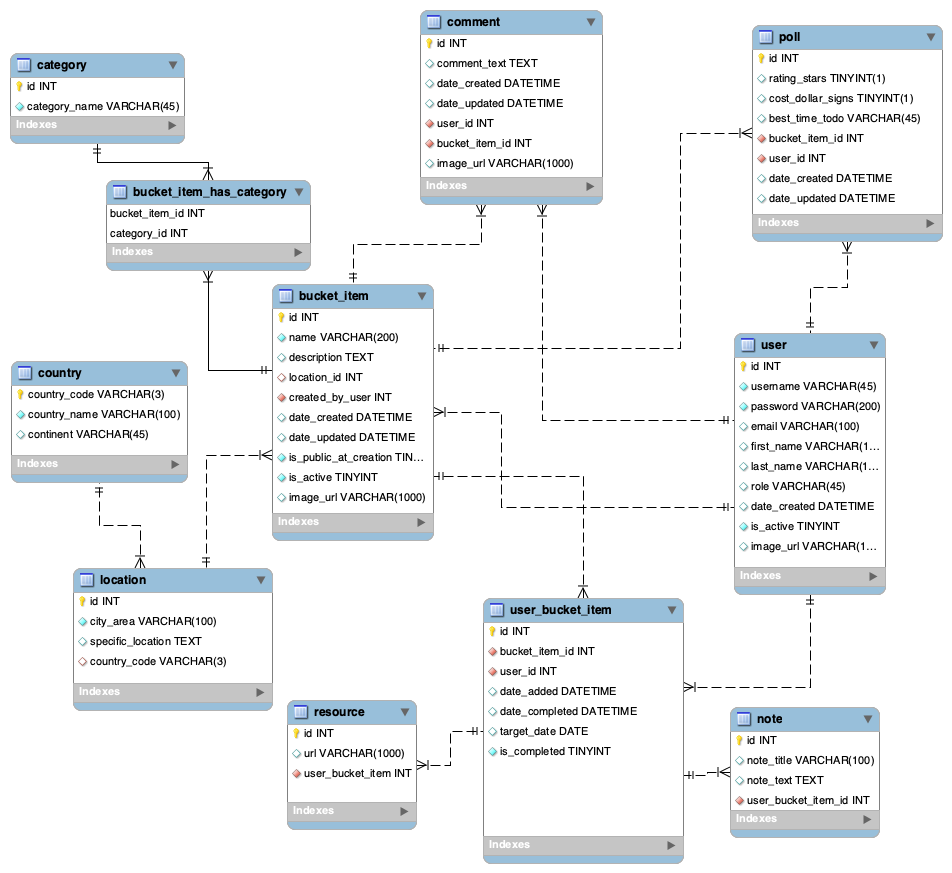 comment
id INT
comment_text TEXT
date_created DATETIME
date_updated DATETIME
user_id INT
bucket_item_id INT
image_url VARCHAR(1000)
Indexes
poll
id INT
rating_stars TINYINT(1)
cost_dollar_signs TINYINT(1)
best_time_todo VARCHAR(45)
bucket_item_id INT
user_id INT
date_created DATETIME
date_updated DATETIME
Indexes
category
id INT
category_name VARCHAR(45)
Indexes
bucket_item_has_category
bucket_item_id INT
category_id INT
Indexes
bucket_item
id INT
name VARCHAR(200)
description TEXT
location_id INT
created_by_user INT
date_created DATETIME
date_updated DATETIME
is_public_at_creation TIN...
is_active TINYINT
image_url VARCHAR(1000)
Indexes
user
id INT
username VARCHAR(45)
password VARCHAR(200)
email VARCHAR(100)
first_name VARCHAR(1...
last_name VARCHAR(1...
role VARCHAR(45)
date_created DATETIME
is_active TINYINT
image_url VARCHAR(1...
Indexes
country
country_code VARCHAR(3)
country_name VARCHAR(100)
continent VARCHAR(45)
Indexes
location
id INT
city_area VARCHAR(100)
specific_location TEXT
country_code VARCHAR(3)
Indexes
user_bucket_item
id INT
bucket_item_id INT
user_id INT
date_added DATETIME
date_completed DATETIME
target_date DATE
is_completed TINYINT
Indexes
resource
id INT
url VARCHAR(1000)
user_bucket_item INT
Indexes
note
id INT
note_title VARCHAR(100)
note_text TEXT
user_bucket_item_id INT
Indexes